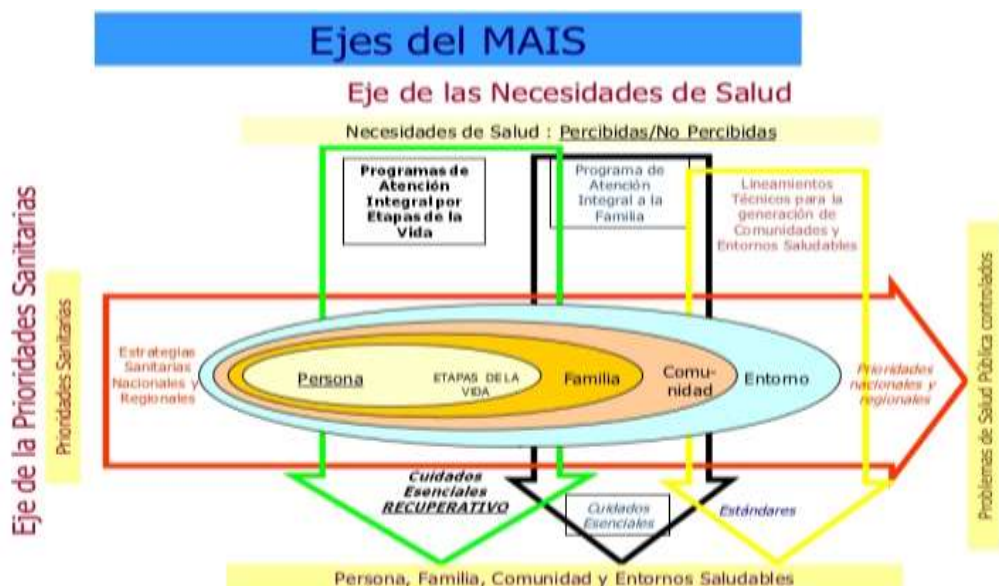 Ejes del MAIS
Eje de las Necesidades de Salud
Necesidades de Salud : Percibidas/No Percibidas
Programas de
Atención
Integral por
Etapas de la
Vida
Programa de
Atención
Integral a la
Familia
Lineamientos
Técnicos para la
generación de
Comunidades y
Entornos Saludables
Eje de la Prioridades Sanitarias
Prioridades Sanitarias
Estrategias
Sanitarias
Nacionales y
Regionales
Persona
ETAPAS DE LA
VIDA
Familia
Comu-
nidad
Entorno
Prioridades
nacionales y
regionales
Problemas de Salud Pública controlados
Cuidados
Esenciales
RECUPERATIVO
Cuidados
Esenciales
Estándares
Persona, Familia, Comunidad y Entornos Saludables